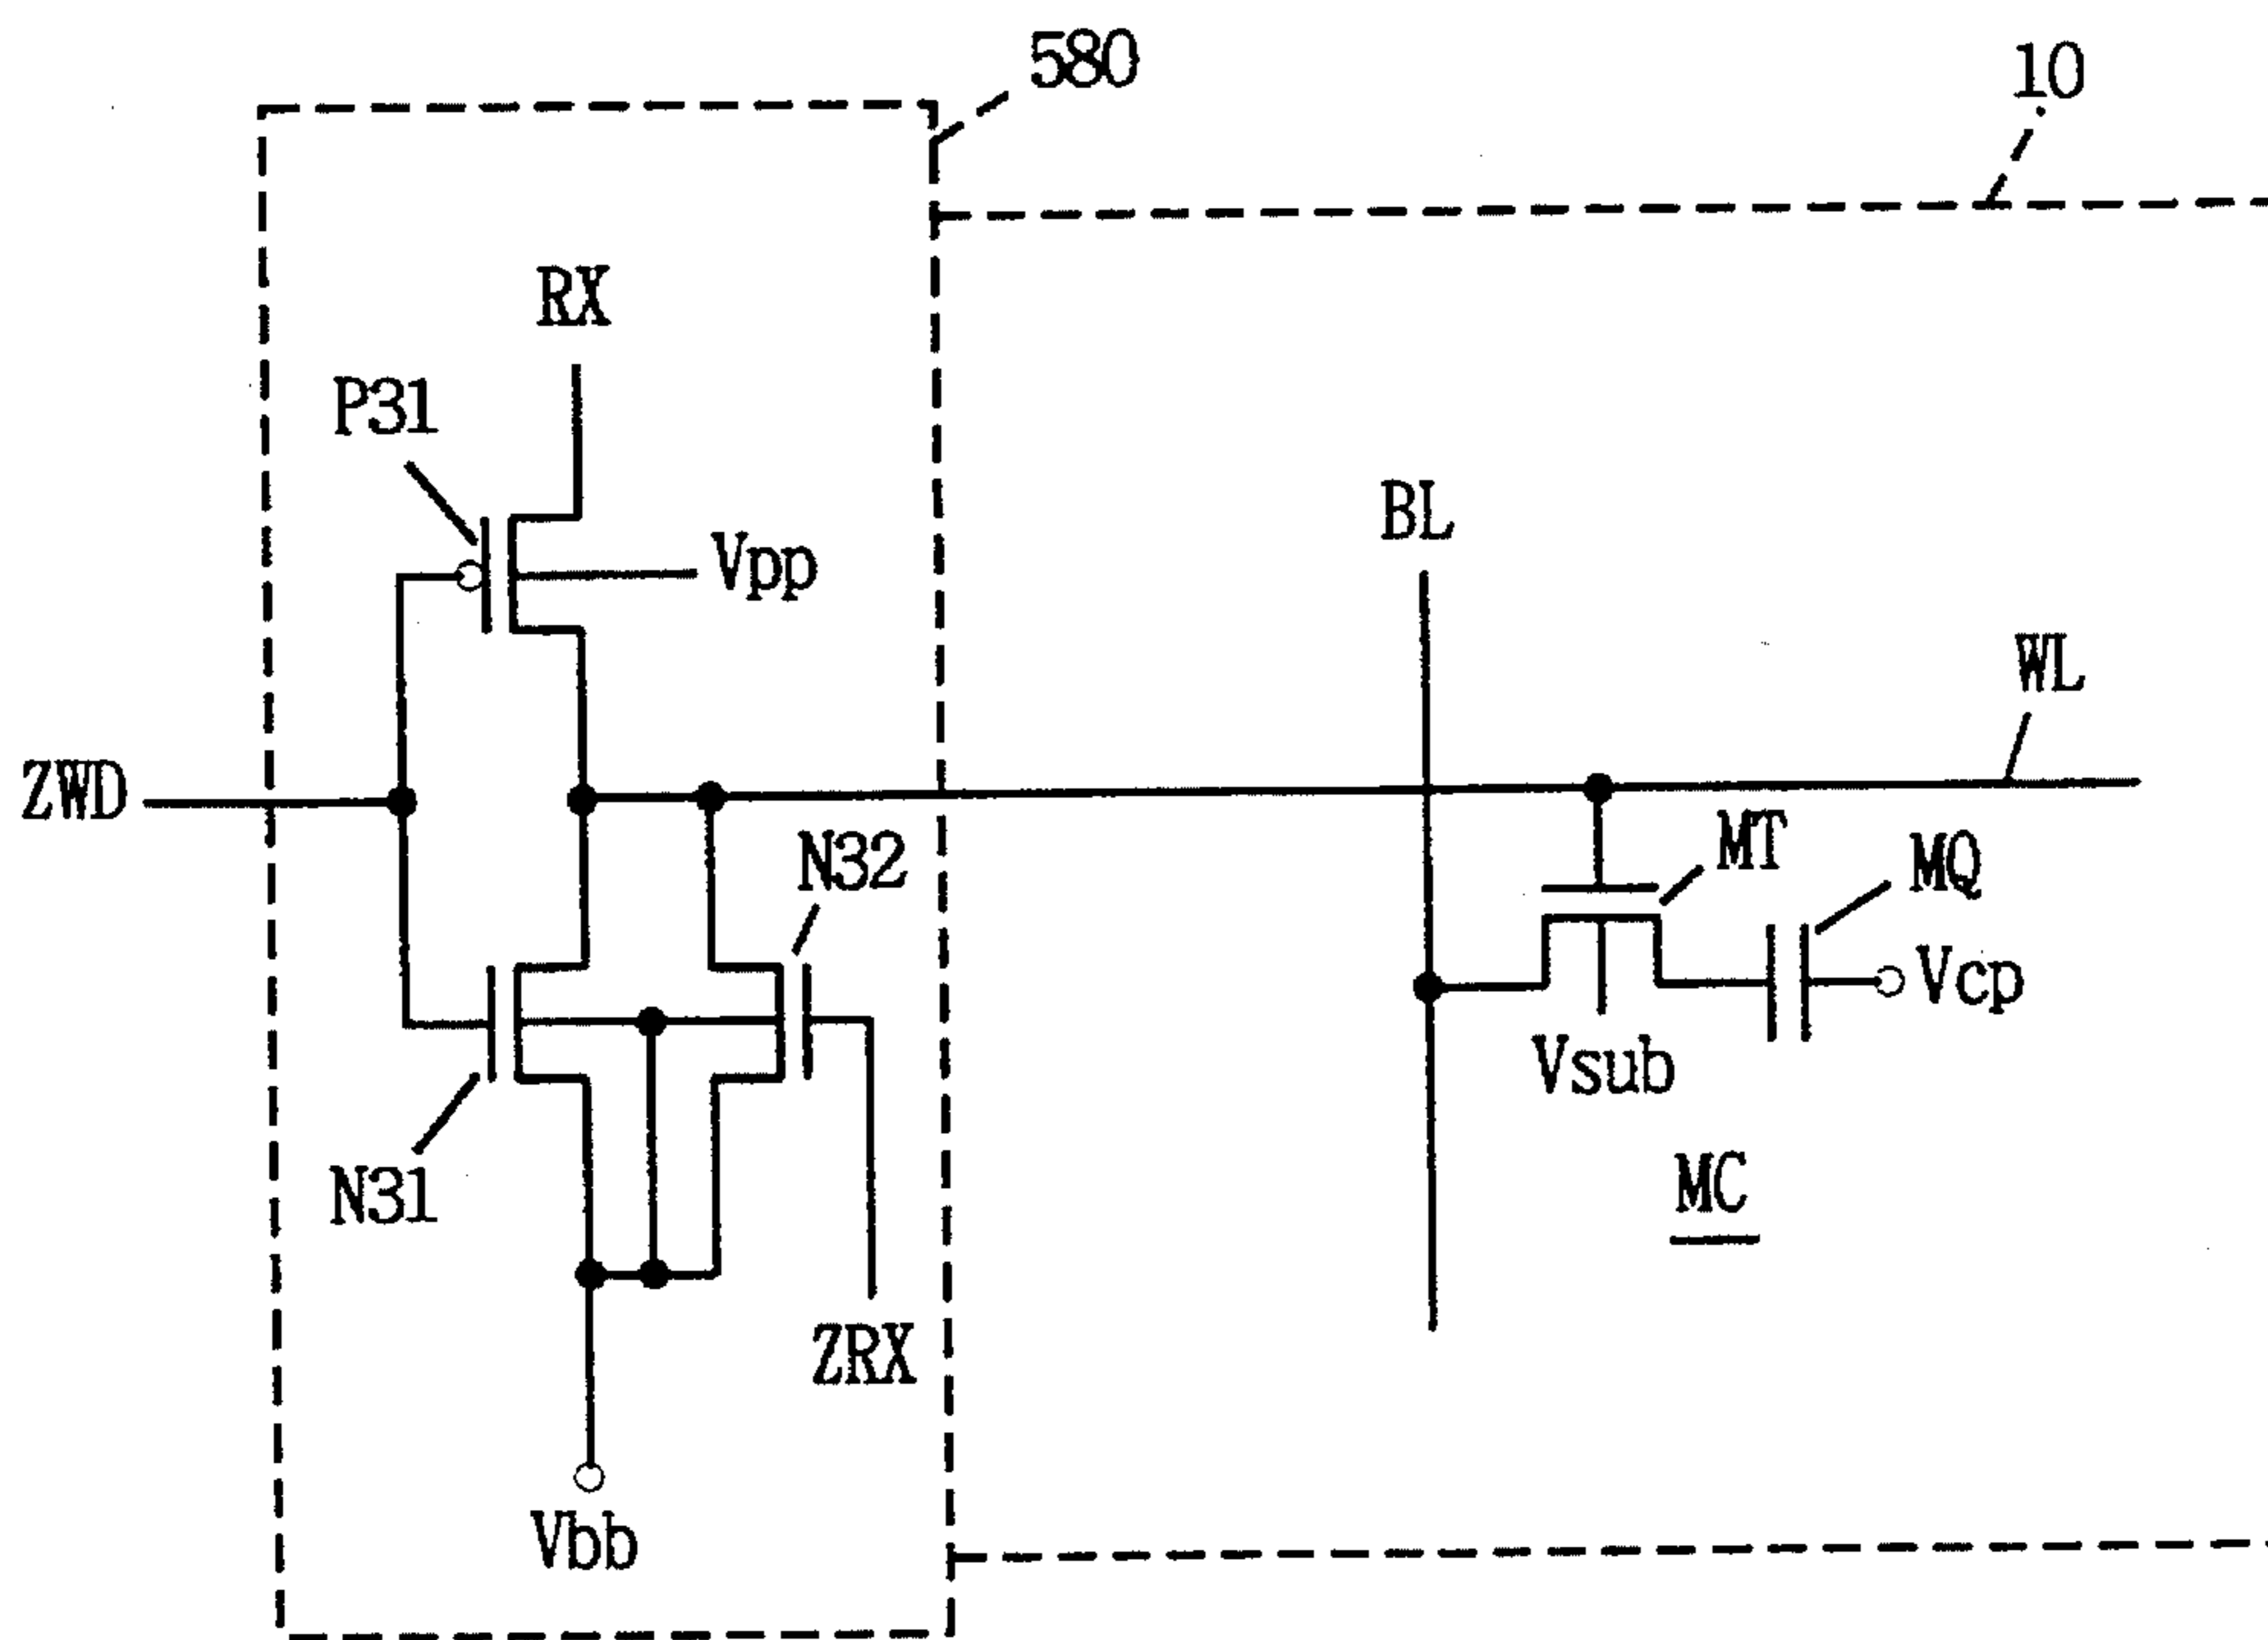 580
10
RX
P31
Vpp
BL
WL
ZWD
MT
N32
MQ
Vcp
Vsub
N31
MC
ZRX
Vbb